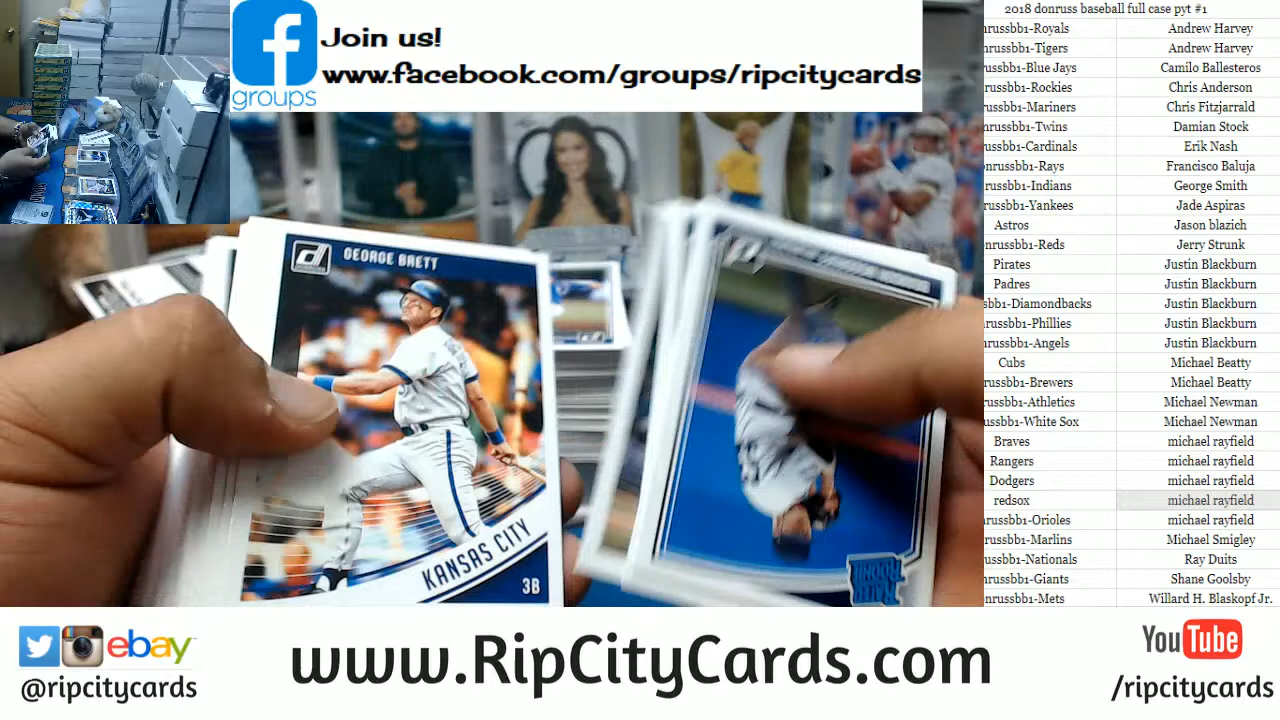 2018 donruss baseball full case pyt #1
Join us!
www.facebook.com/groups/ripcitycards
groups
nrussbb1-Royals Andrew Harvey
nrussbb1-Tigers Andrew Harvey
russbb1-Blue Jays Camilo Ballesteros
russbb1-Rockies Chris Anderson
russbb1-Mariners Chris Fitzjarrald
nrussbb1-Twins Damian Stock
russbb1-Cardinals Erik Nash
onrussbb1-Rays Francisco Baluja
nrussbb1-Indians George Smith
russbb1-Yankees Jade Aspiras
Astros Jason blazich
onrussbb1-Reds Jerry Strunk
Pirates Justin Blackburn
Padres Justin Blackburn
sbb1-Diamondbacks Justin Blackburn
russbb1-Phillies Justin Blackburn
nrussbb1-Angels Justin Blackburn
Cubs Michael Beatty
russbb1-Brewers Michael Beatty
russbb1-Athletics Michael Newman
russbb1-White Sox Michael Newman
Braves michael rayfield
Rangers michael rayfield
Dodgers michael rayfield
redsox michael rayfield
nrussbb1-Orioles michael rayfield
russbb1-Marlins Michael Smigley
ussbb1-Nationals Ray Duits
nrussbb1-Giants Shane Goolsby
onrussbb1-Mets Willard H. Blaskopf Jr.
GEORGE BRETT
KANSAS CITY
3B
RATED ROOKIE
ebay
@ripcitycards
www.RipCityCards.com
YouTube
/ripcitycards